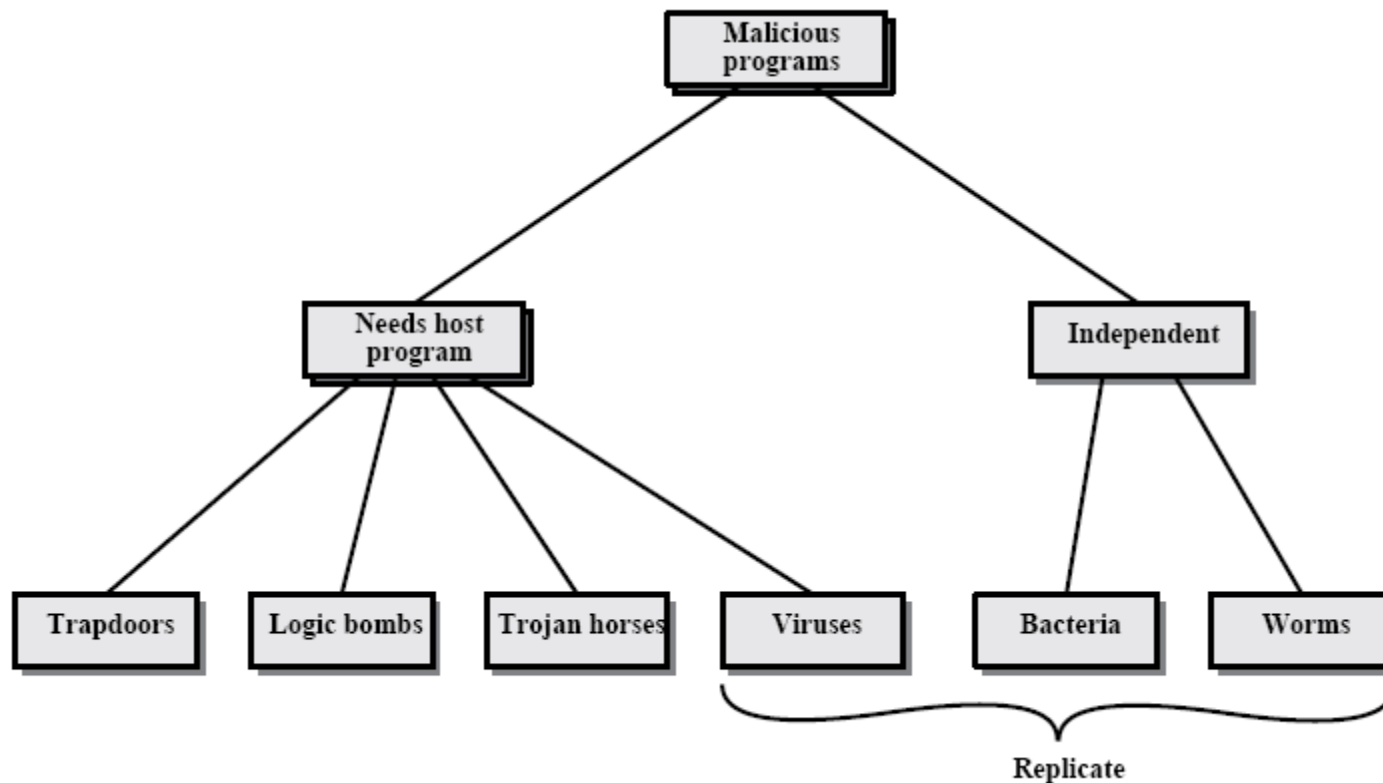 Malicious
programs
Needs host
program
Independent
Trapdoors
Logic bombs
Trojan horses
Viruses
Bacteria
Worms
Replicate